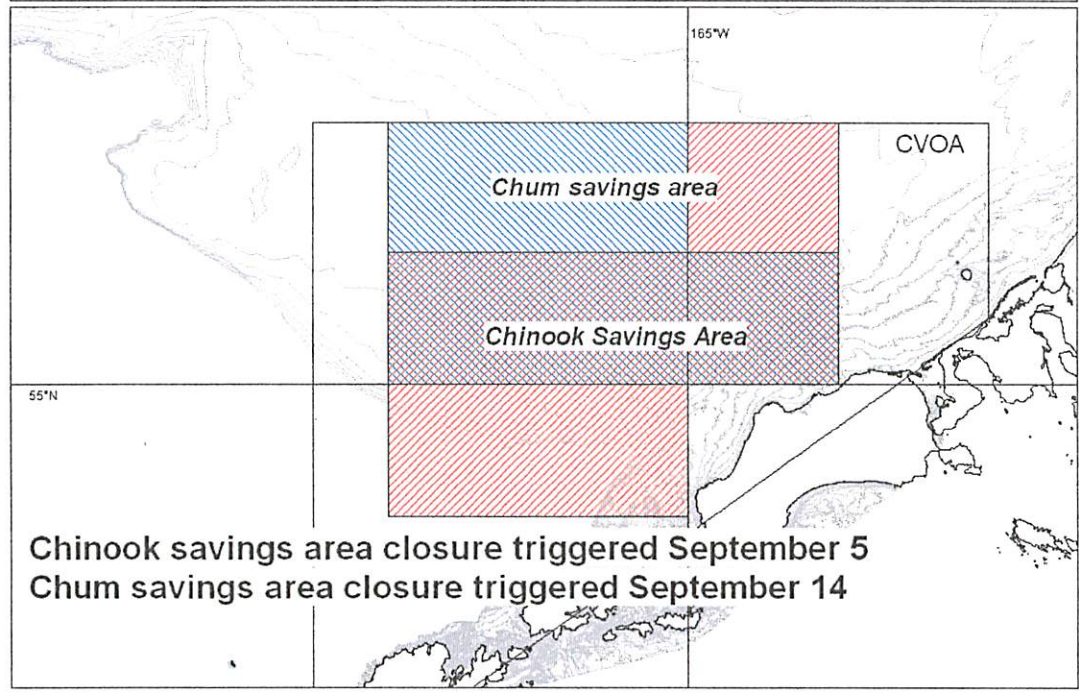 165°W
CVOA
Chum savings area
Chinook Savings Area
55°N
Chinook savings area closure triggered September 5
Chum savings area closure triggered September 14